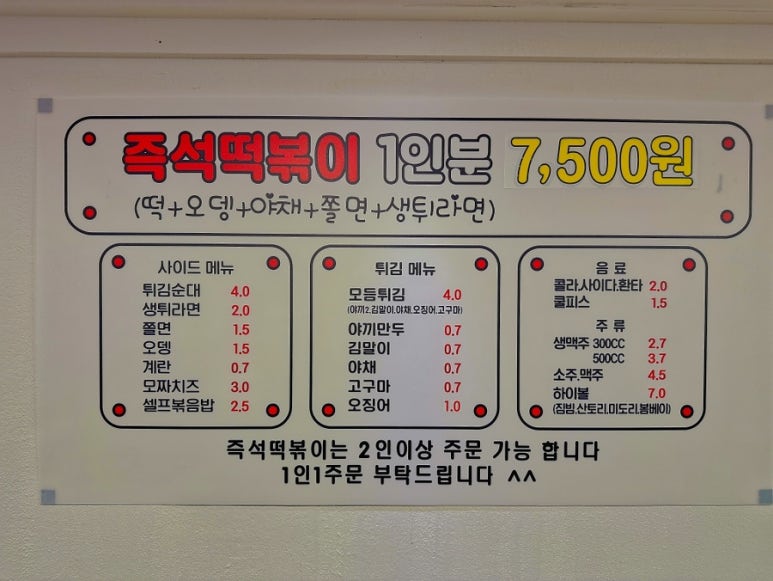 즉석떡볶이 1인분 7,500원
(떡+오뎅+야채+쫄면+생튀라면)
사이드 메뉴
튀김순대 4.0
생튀라면 2.0
쫄면 1.5
오뎅 1.5
계란 0.7
모짜치즈 3.0
셀프볶음밥 2.5
튀김 메뉴
모듬튀김 4.0
(야끼2.김말이.야채.오징어.고구마)
야끼만두 0.7
김말이 0.7
야채 0.7
고구마 0.7
오징어 1.0
음료
콜라.사이다.환타 2.0
쿨피스 1.5
주류
생맥주 300CC 2.7
500CC 3.7
소주.맥주 4.5
하이볼 7.0
(짐빔.산토리.미도리.봄베이)
즉석떡볶이는 2인이상 주문 가능 합니다
1인1주문 부탁드립니다 ^^